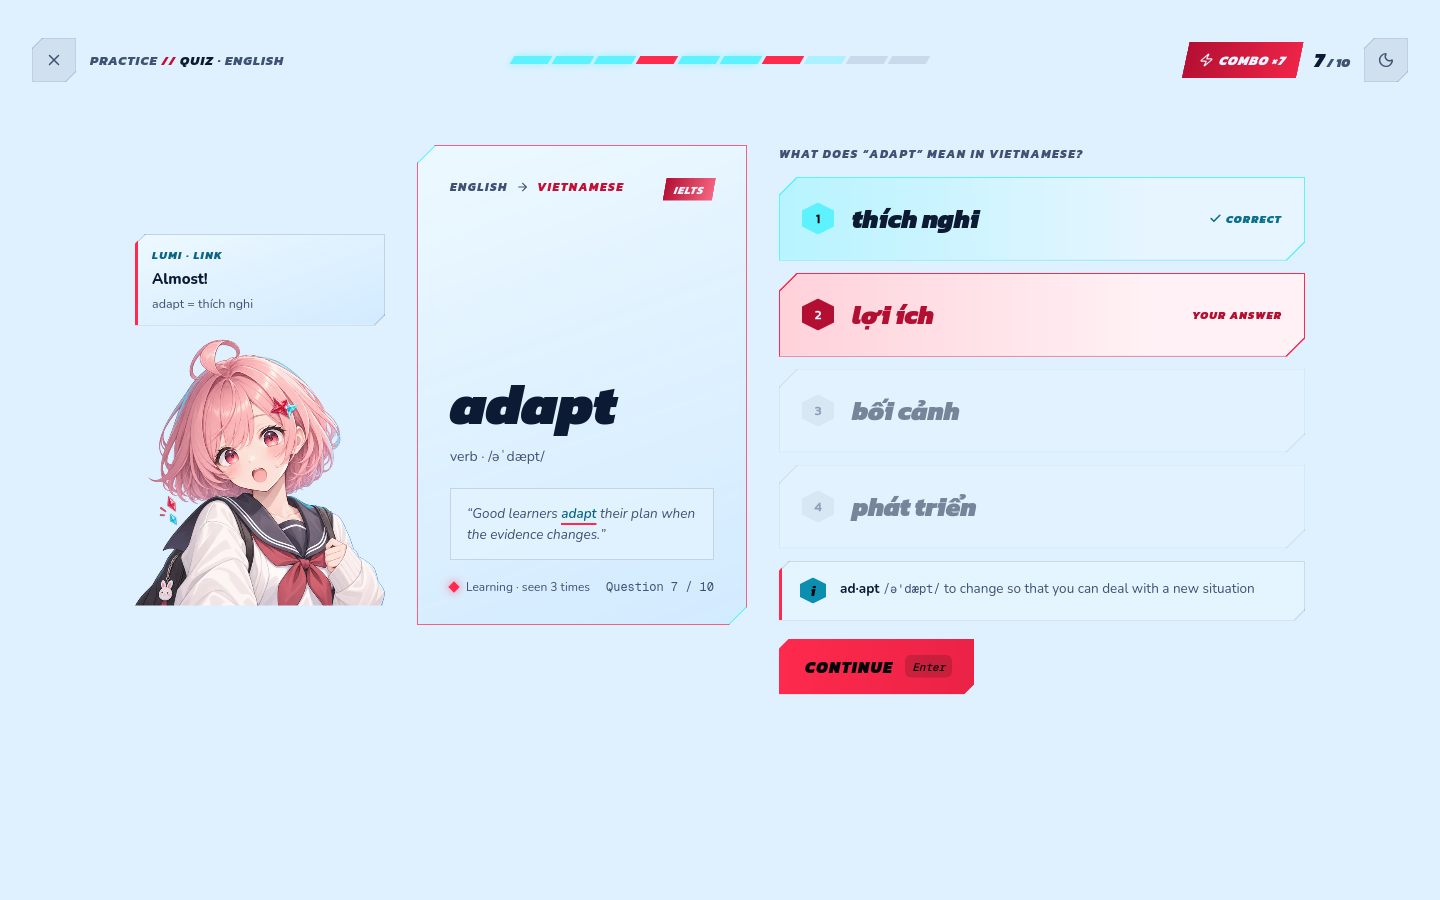 PRACTICE // QUIZ · ENGLISH
COMBO ×7
7 / 10
LUMI · LINK
Almost!
adapt = thích nghi
ENGLISH → VIETNAMESE
IELTS
adapt
verb · /əˈdæpt/
“Good learners adapt their plan when
the evidence changes.”
Learning · seen 3 times
Question 7 / 10
WHAT DOES “ADAPT” MEAN IN VIETNAMESE?
1 thích nghi
CORRECT
2 lợi ích
YOUR ANSWER
3 bối cảnh
4 phát triển
i ad·apt /əˈdæpt/ to change so that you can deal with a new situation
CONTINUE Enter